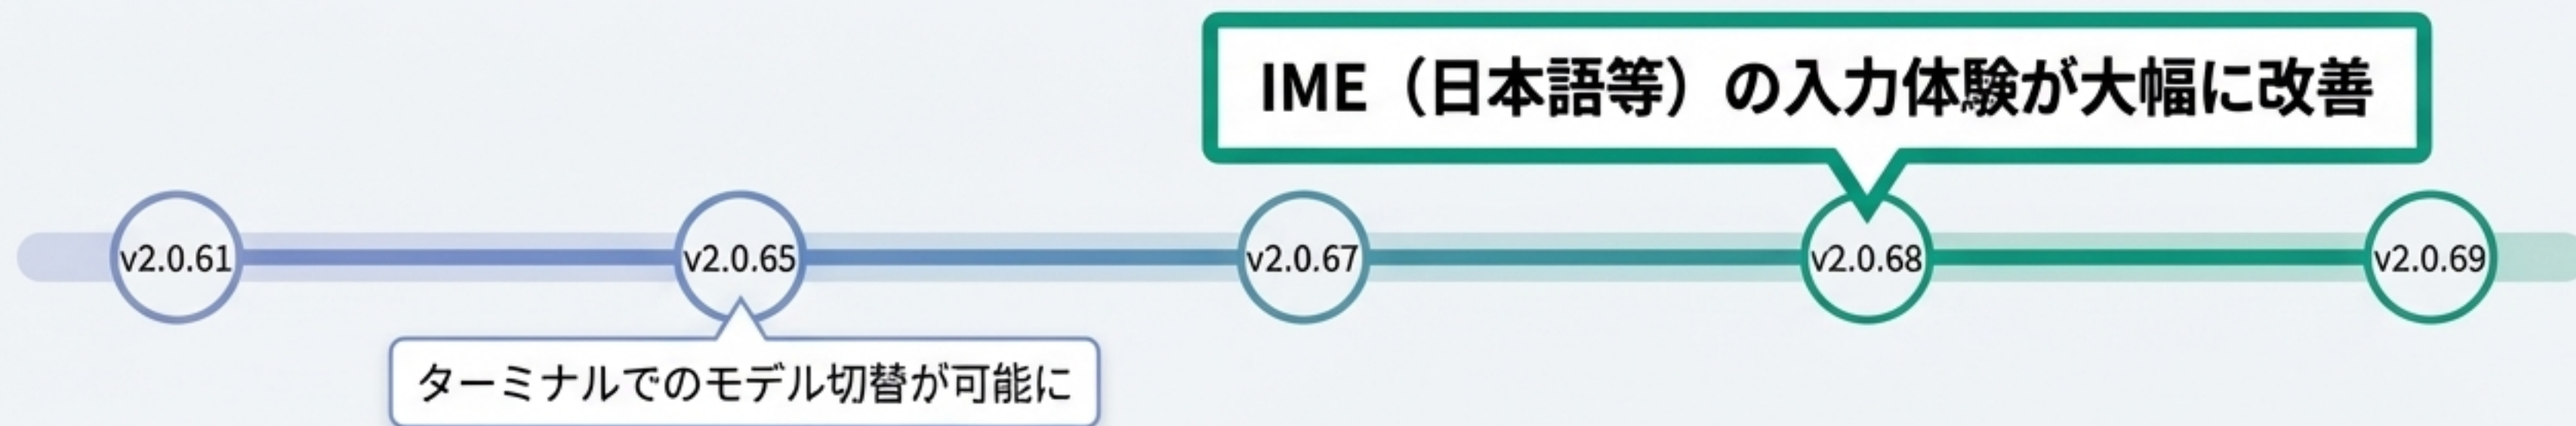 IME（日本語等）の入力体験が大幅に改善
v2.0.61
v2.0.65
v2.0.67
v2.0.68
v2.0.69
ターミナルでのモデル切替が可能に